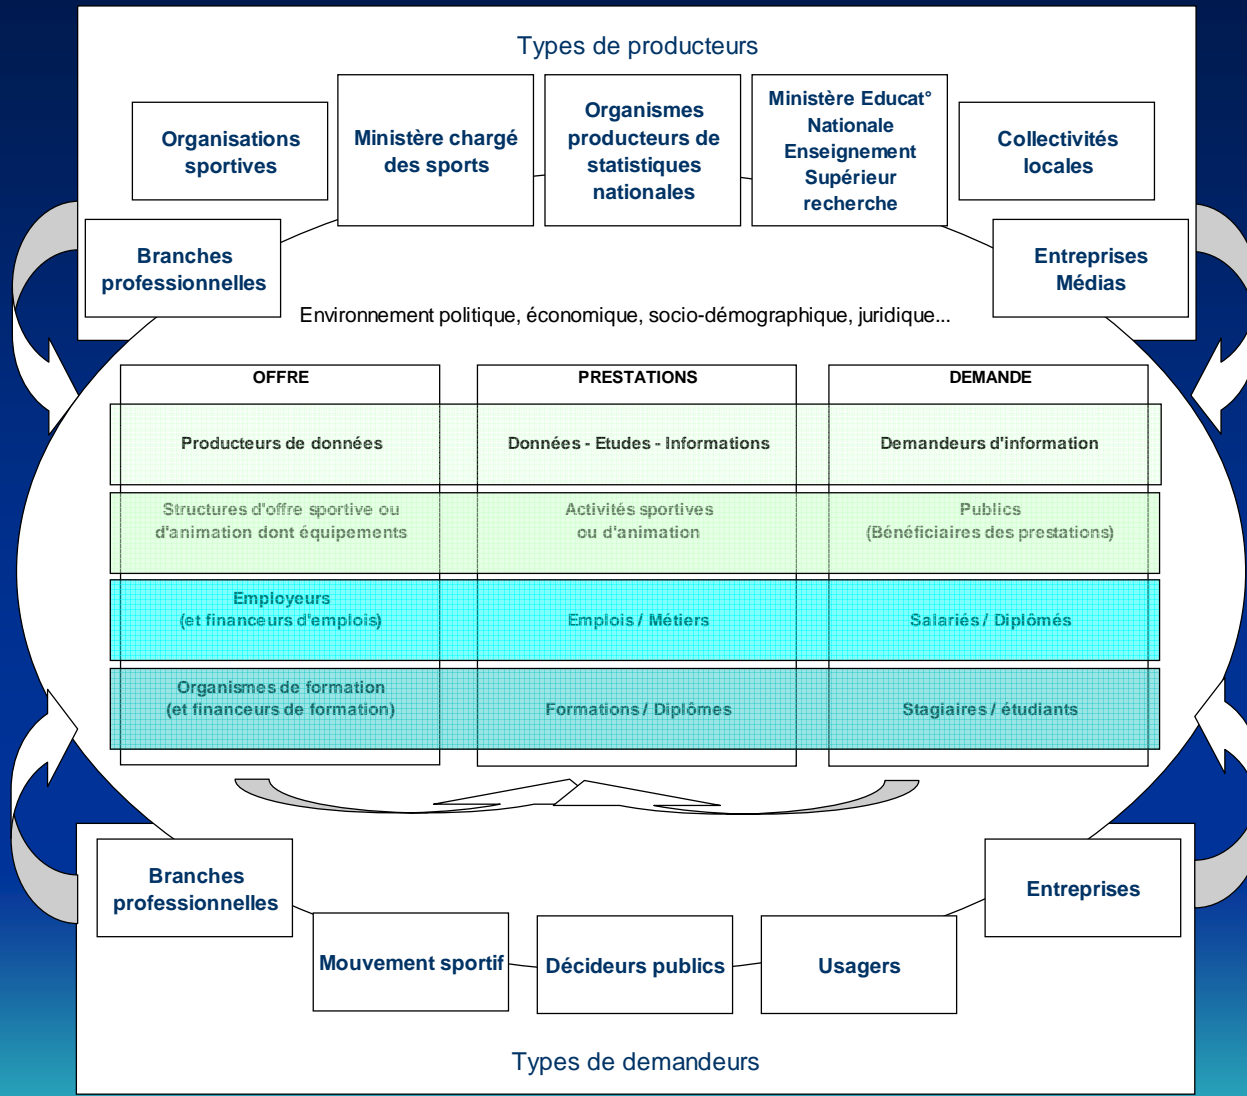 Types de producteurs
Organisations
sportives
Ministère chargé
des sports
Organismes
producteurs de
statistiques
nationales
Ministère Educat°
Nationale
Enseignement
Supérieur
recherche
Collectivités
locales
Branches
professionnelles
Entreprises
Médias
Environnement politique, économique, socio-démographique, juridique...
OFFRE
PRESTATIONS
DEMANDE
Producteurs de données
Données - Etudes - Informations
Demandeurs d'information
Structures d'offre sportive ou
d'animation dont équipements
Activités sportives
ou d'animation
Publics
(Bénéficiaires des prestations)
Employeurs
(et financeurs d'emplois)
Emplois / Métiers
Salariés / Diplômés
Organismes de formation
(et financeurs de formation)
Formations / Diplômes
Stagiaires / étudiants
Branches
professionnelles
Mouvement sportif
Décideurs publics
Usagers
Entreprises
Types de demandeurs